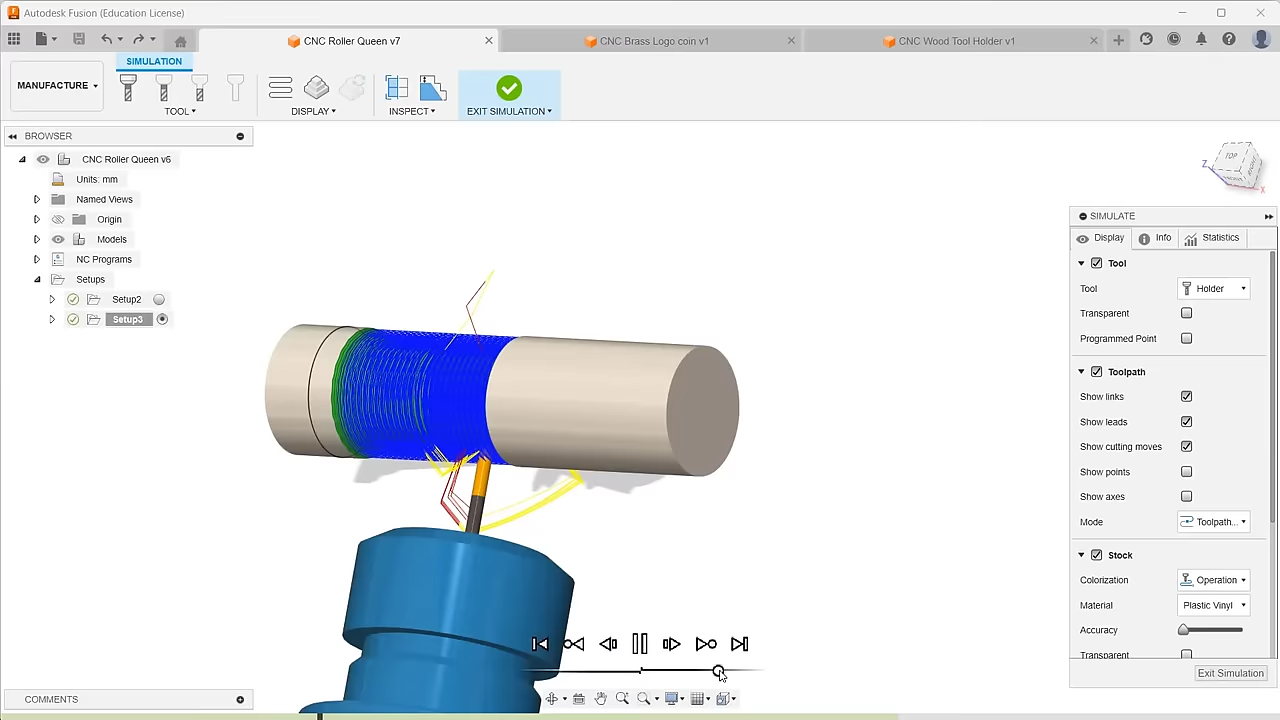 Autodesk Fusion (Education License)
CNC Roller Queen v7
CNC Brass Logo coin v1
CNC Wood Tool Holder v1
MANUFACTURE
SIMULATION
TOOL
DISPLAY
INSPECT
EXIT SIMULATION
BROWSER
CNC Roller Queen v6
Units: mm
Named Views
Origin
Models
NC Programs
Setups
Setup2
Setup3
TOP
Z
X
SIMULATE
Display
Info
Statistics
Tool
Tool
Holder
Transparent
Programmed Point
Toolpath
Show links
Show leads
Show cutting moves
Show points
Show axes
Mode
Toolpath...
Stock
Colorization
Operation
Material
Plastic Vinyl
Accuracy
Transparent
Exit Simulation
COMMENTS